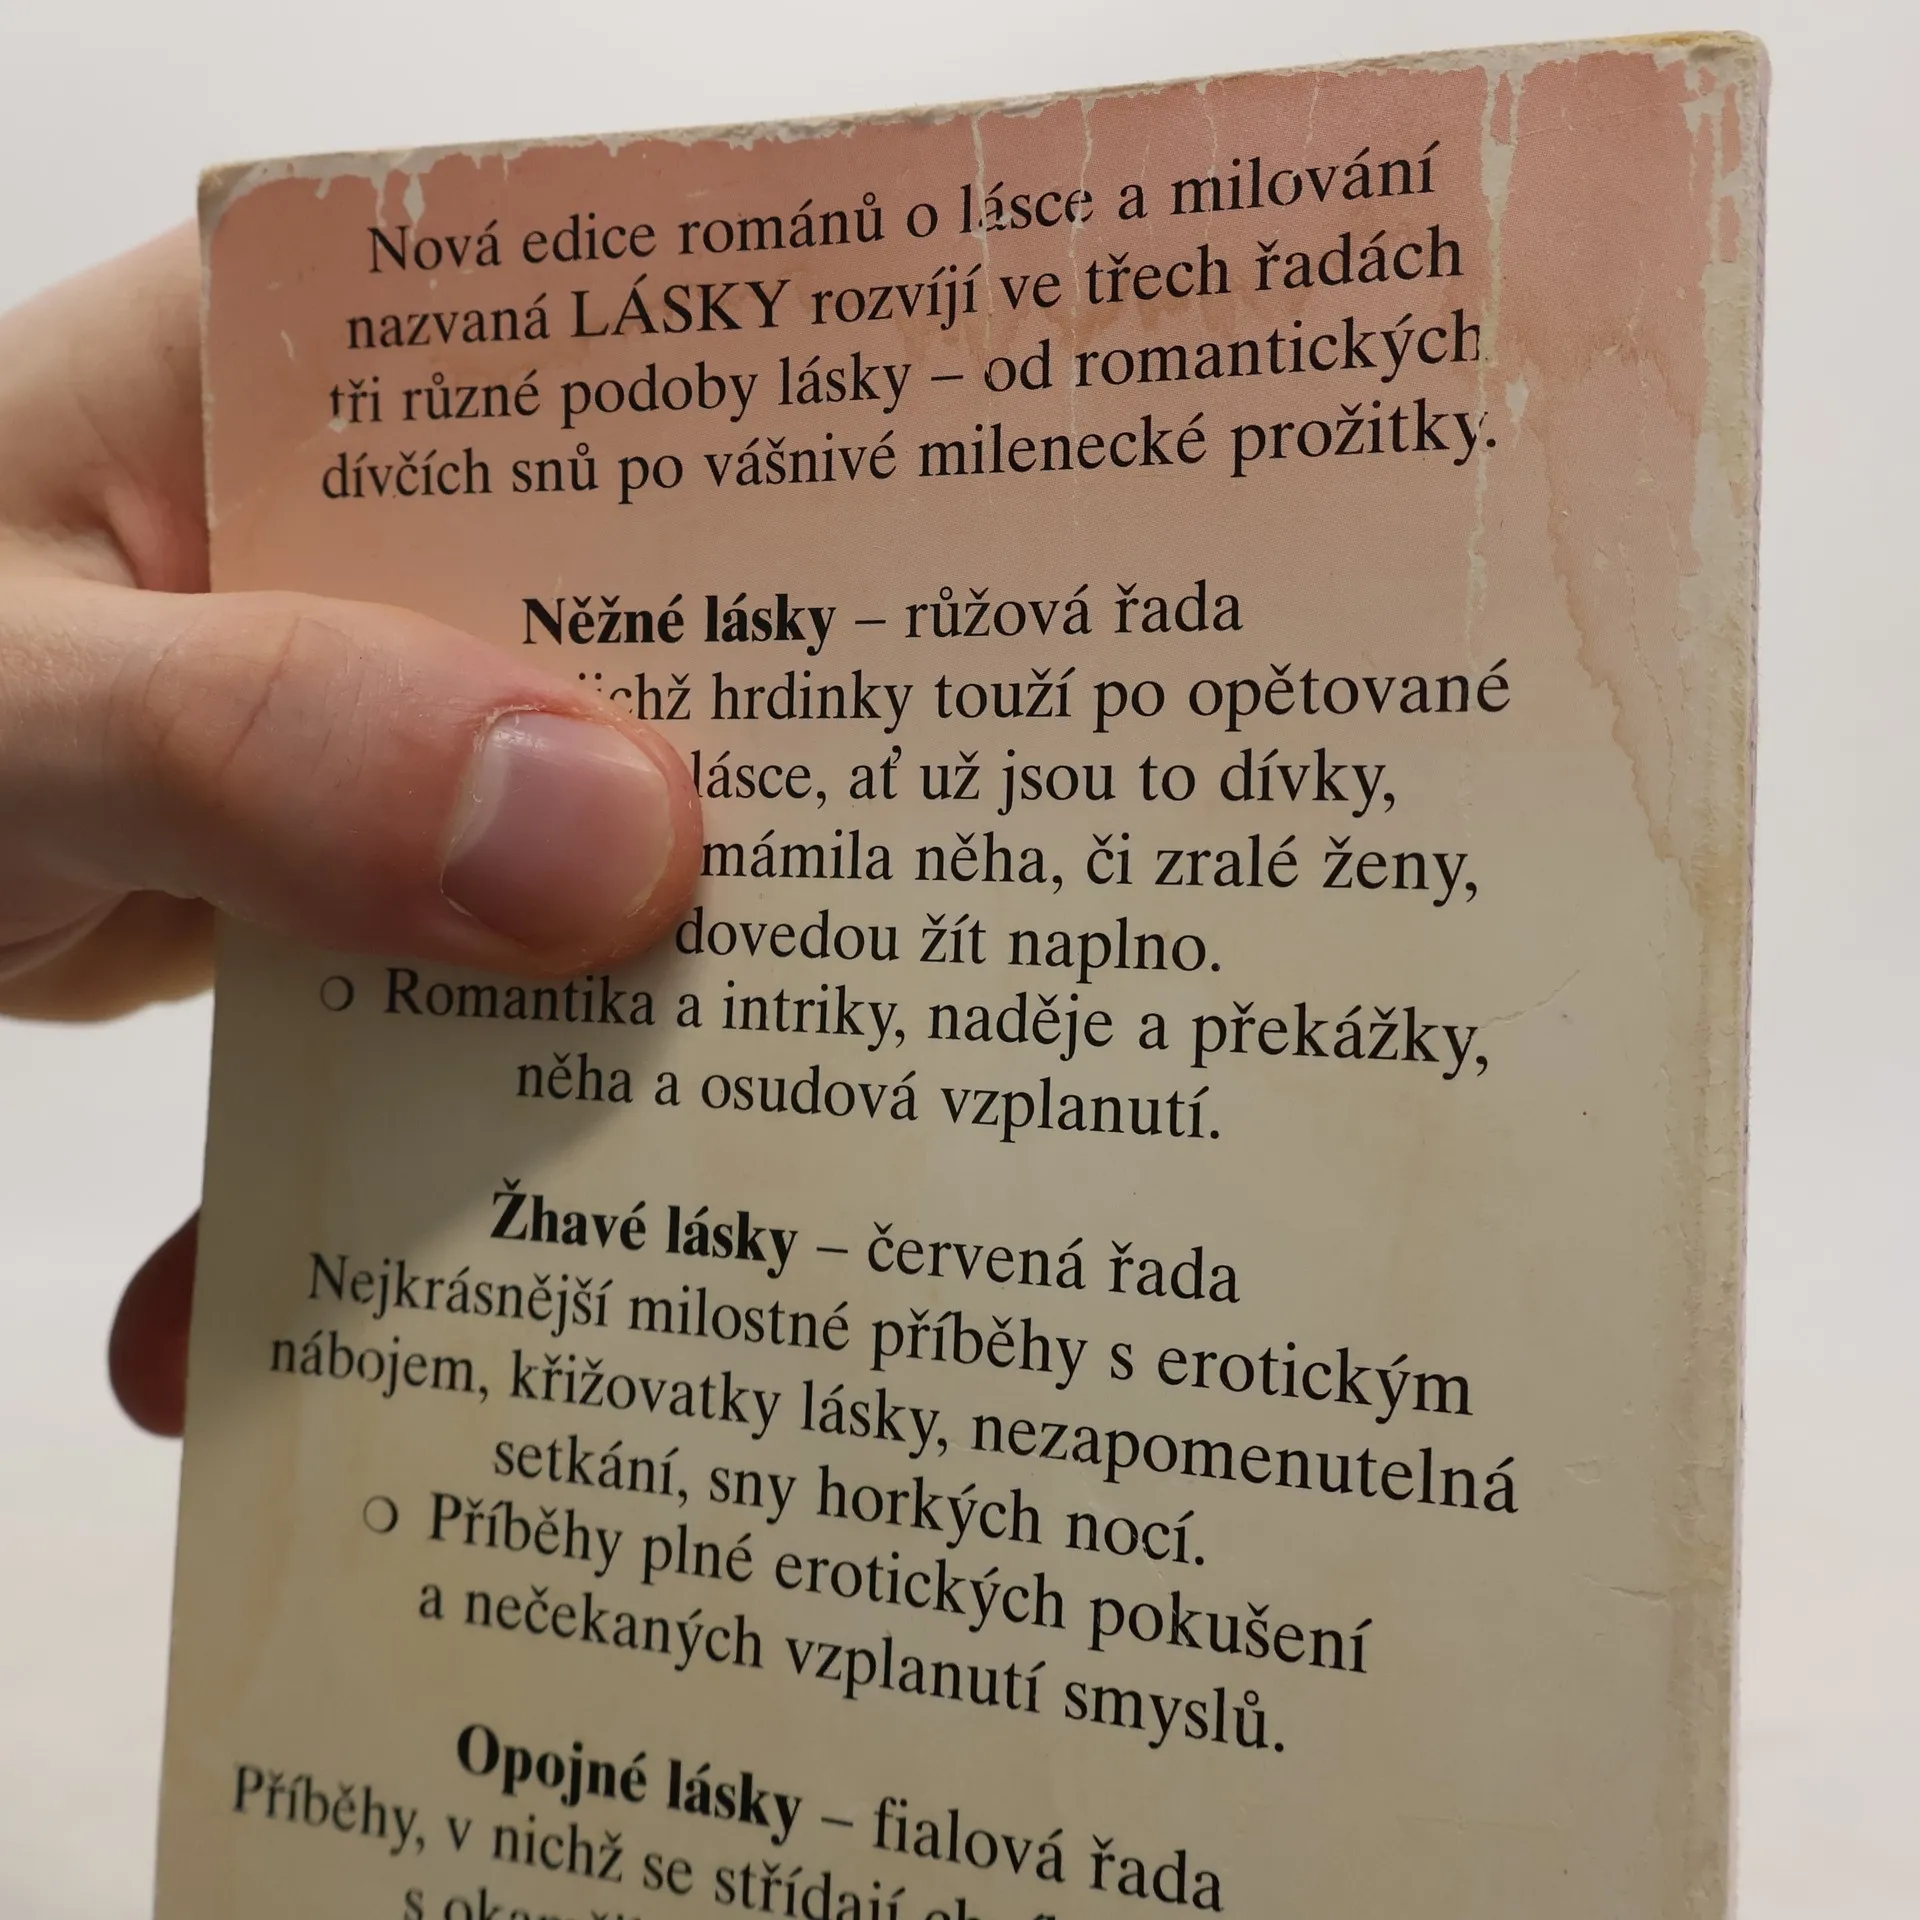 Nová edice románů o lásce a milování
nazvaná LÁSKY rozvíjí ve třech řadách
tři různé podoby lásky – od romantických
dívčích snů po vášnivé milenecké prožitky.
Něžné lásky – růžová řada
hrdinky touží po opětované
lásce, ať už jsou to dívky,
něha, či zralé ženy,
dovedou žít naplno.
❍ Romantika a intriky, naděje a překážky,
něha a osudová vzplanutí.
Žhavé lásky – červená řada
Nejkrásnější milostné příběhy s erotickým
nábojem, křižovatky lásky, nezapomenutelná
setkání, sny horkých nocí.
❍ Příběhy plné erotických pokušení
a nečekaných vzplanutí smyslů.
Opojné lásky – fialová řada
Příběhy, v nichž se střídají
s